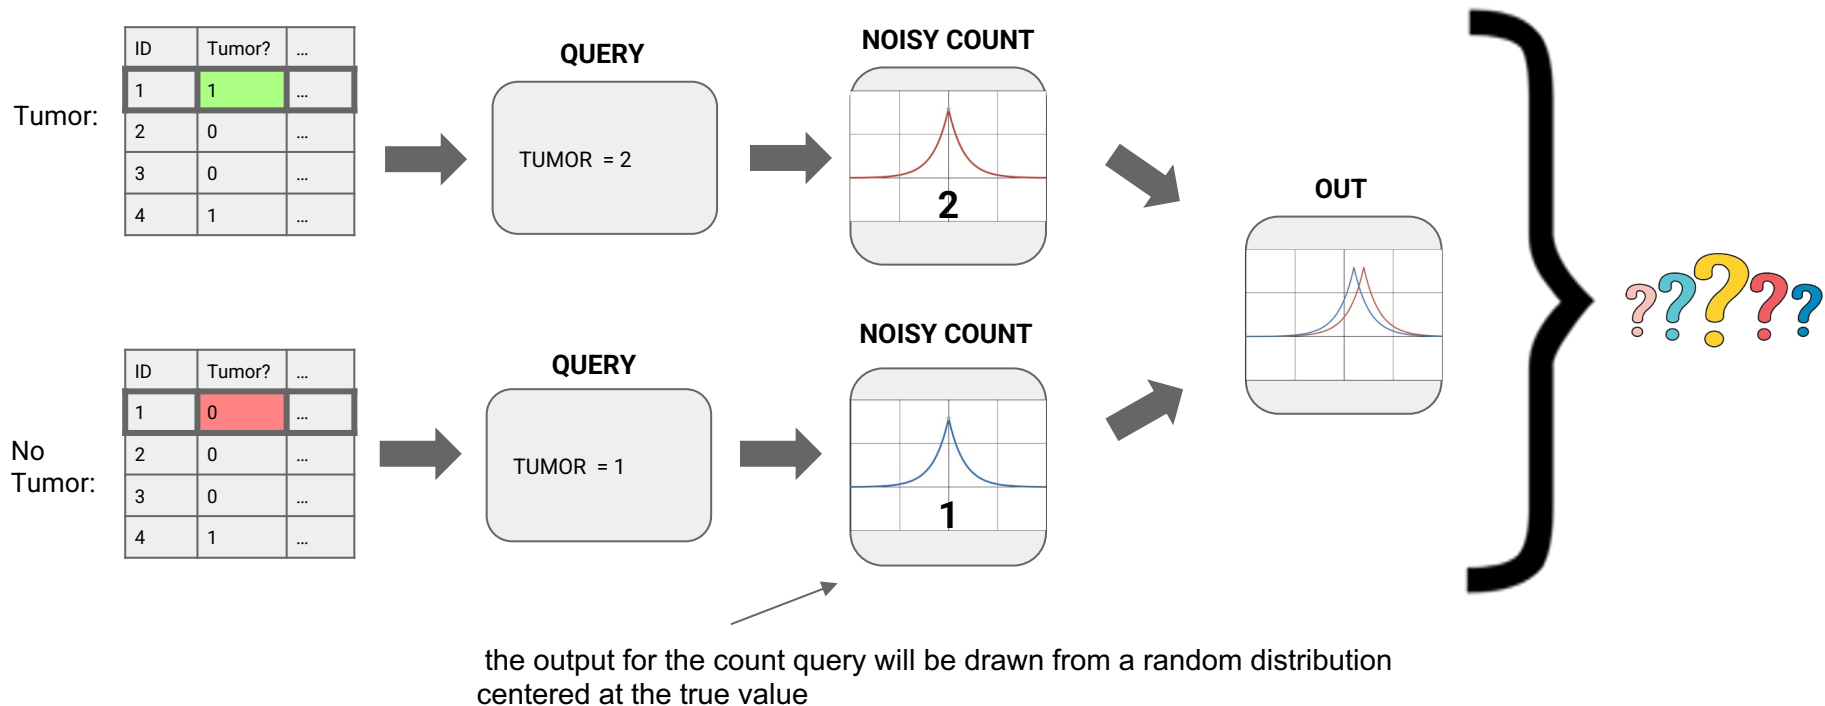 Tumor:
ID Tumor? ...
1 1 ...
2 0 ...
3 0 ...
4 1 ...
QUERY
TUMOR = 2
NOISY COUNT
2
OUT
? ? ? ? ?
No
Tumor:
ID Tumor? ...
1 0 ...
2 0 ...
3 0 ...
4 1 ...
QUERY
TUMOR = 1
NOISY COUNT
1
the output for the count query will be drawn from a random distribution
centered at the true value